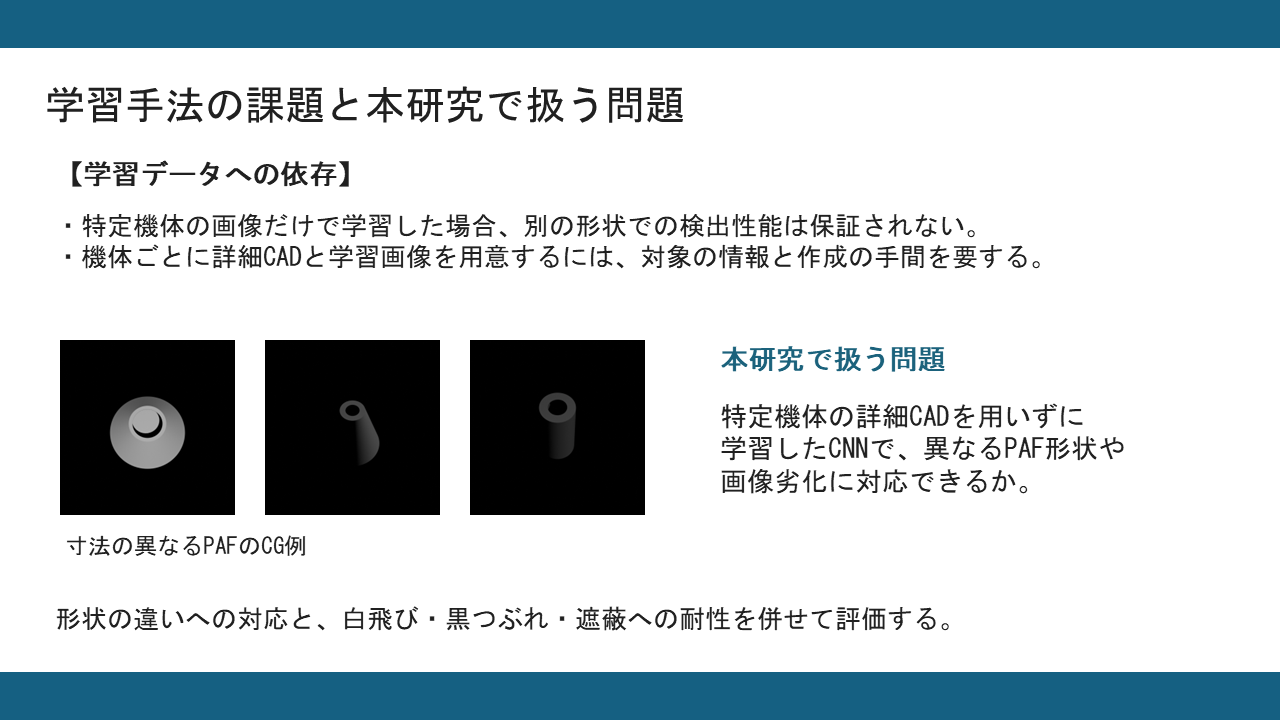 学習手法の課題と本研究で扱う問題
【学習データへの依存】
・特定機体の画像だけで学習した場合、別の形状での検出性能は保証されない。
・機体ごとに詳細CADと学習画像を用意するには、対象の情報と作成の手間を要する。
本研究で扱う問題
特定機体の詳細CADを用いずに
学習したCNNで、異なるPAF形状や
画像劣化に対応できるか。
寸法の異なるPAFのCG例
形状の違いへの対応と、白飛び・黒つぶれ・遮蔽への耐性を併せて評価する。